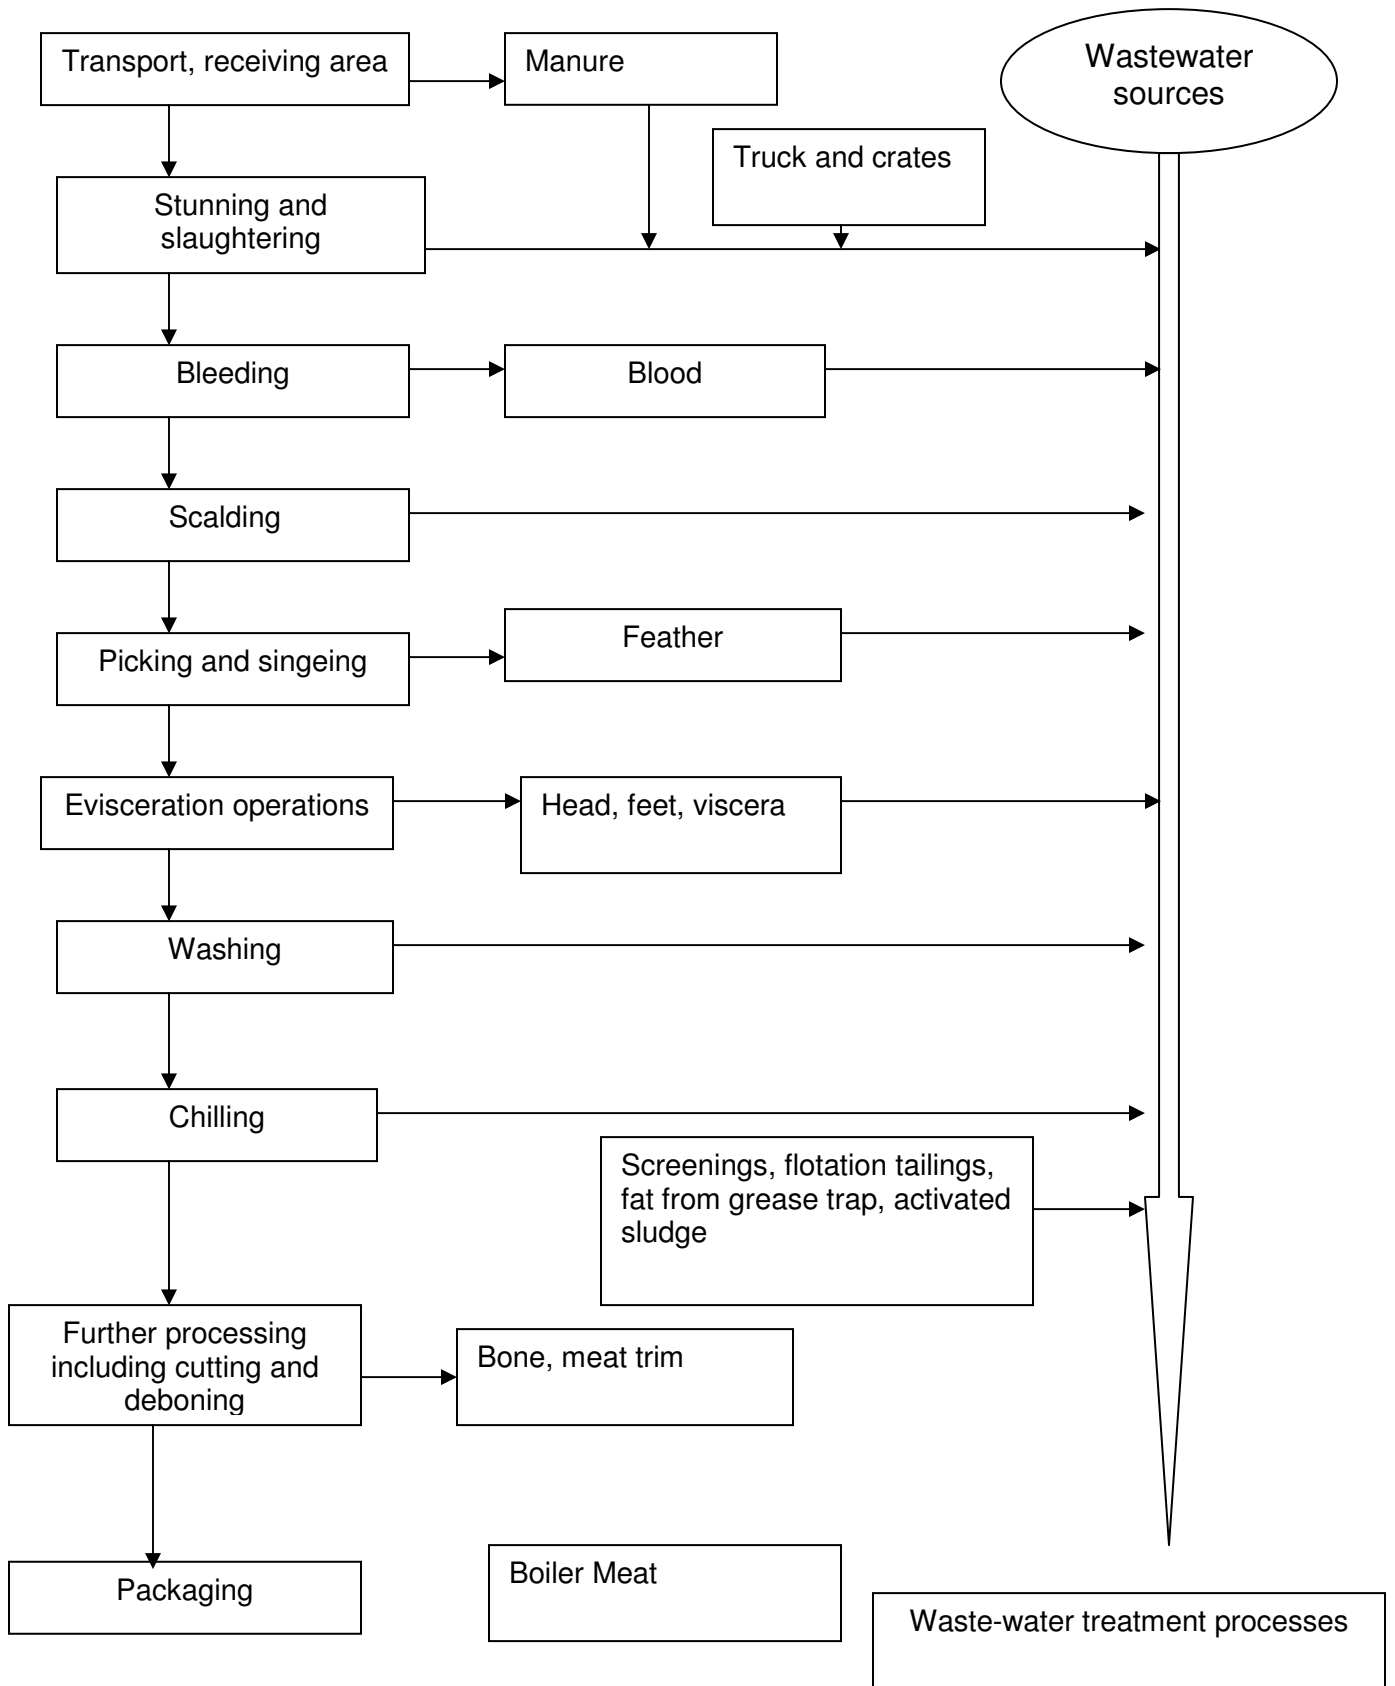 Transport, receiving area
Manure
Wastewater
sources
Truck and crates
Stunning and
slaughtering
Bleeding
Blood
Scalding
Feather
Picking and singeing
Evisceration operations
Head, feet, viscera
Washing
Chilling
Screenings, flotation tailings,
fat from grease trap, activated
sludge
Further processing
including cutting and
deboning
Bone, meat trim
Packaging
Boiler Meat
Waste-water treatment processes